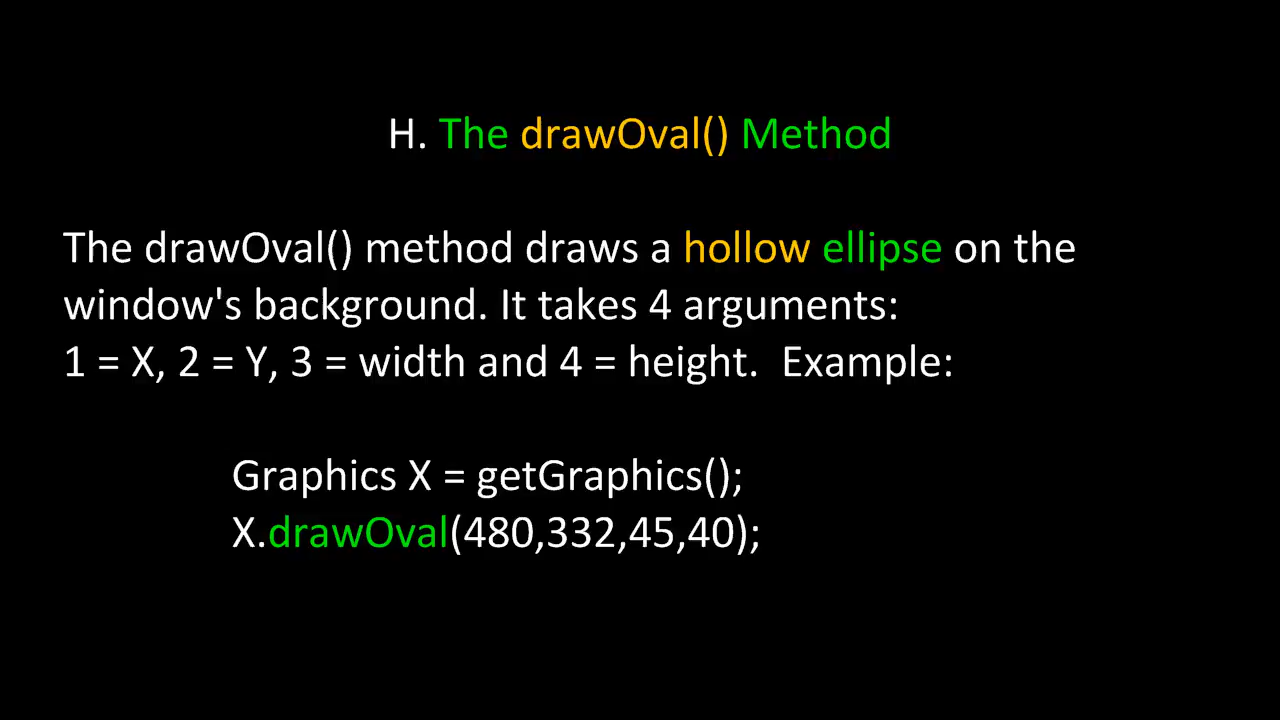 H. The drawOval() Method
The drawOval() method draws a hollow ellipse on the
window's background. It takes 4 arguments:
1 = X, 2 = Y, 3 = width and 4 = height.  Example:
Graphics X = getGraphics();
X.drawOval(480,332,45,40);